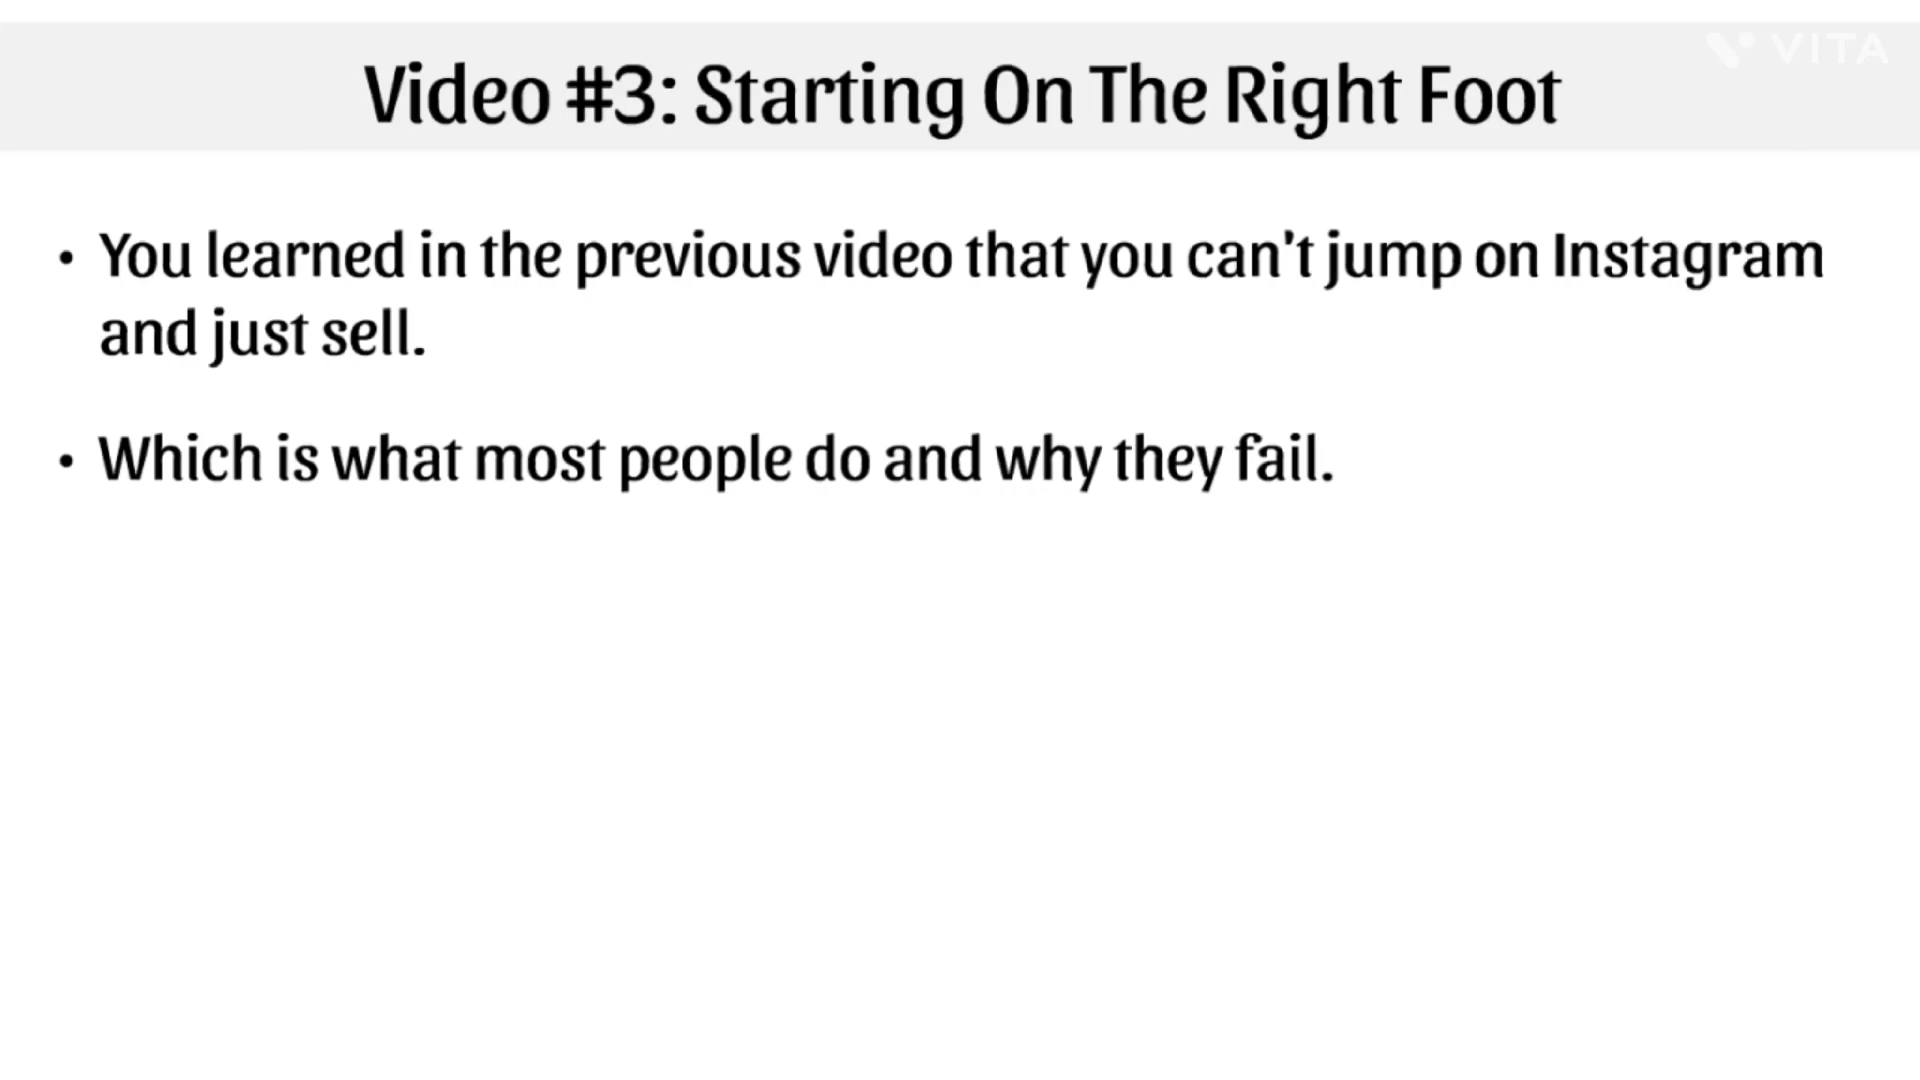 VITA
Video #3: Starting On The Right Foot
• You learned in the previous video that you can't jump on Instagram
and just sell.
• Which is what most people do and why they fail.